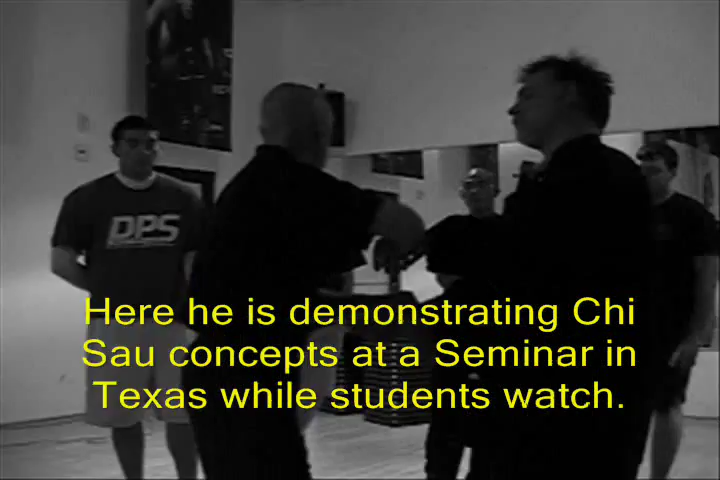 DPS
Here he is demonstrating Chi
Sau concepts at a Seminar in
Texas while students watch.